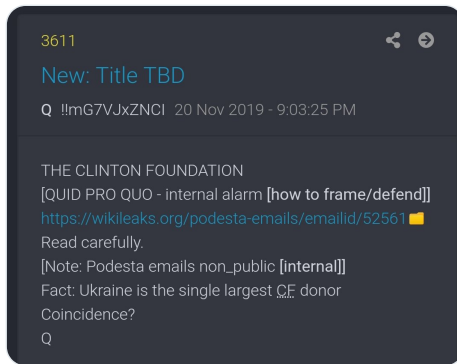 3611
New: Title TBD
Q !!mG7VJxZNCI 20 Nov 2019 - 9:03:25 PM
THE CLINTON FOUNDATION
[QUID PRO QUO - internal alarm [how to frame/defend]]
https://wikileaks.org/podesta-emails/emailid/52561
Read carefully.
[Note: Podesta emails non_public [internal]]
Fact: Ukraine is the single largest CF donor
Coincidence?
Q